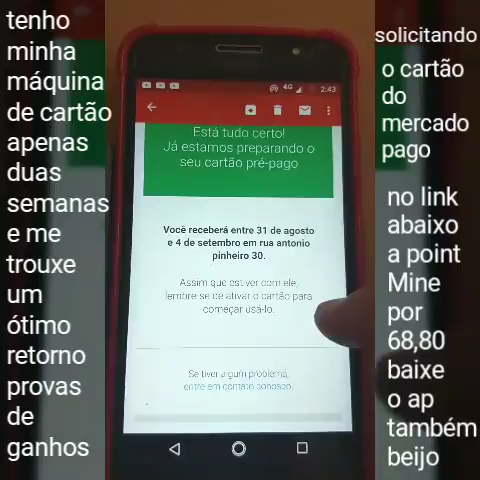 tenho
minha
máquina
de cartão
apenas
duas
semanas
e me
trouxe
um
ótimo
retorno
provas
de
ganhos
4G 2:43
Está tudo certo!
Já estamos preparando o
seu cartão pré-pago
Você receberá entre 31 de agosto
e 4 de setembro em rua antonio
pinheiro 30.
Assim que estiver com ele,
lembre-se de ativar o cartão para
começar usá-lo.
Se tiver algum problema,
entre em contato conosco.
solicitando
o cartão
do
mercado
pago
no link
abaixo
a point
Mine
por
68,80
baixe
o ap
também
beijo